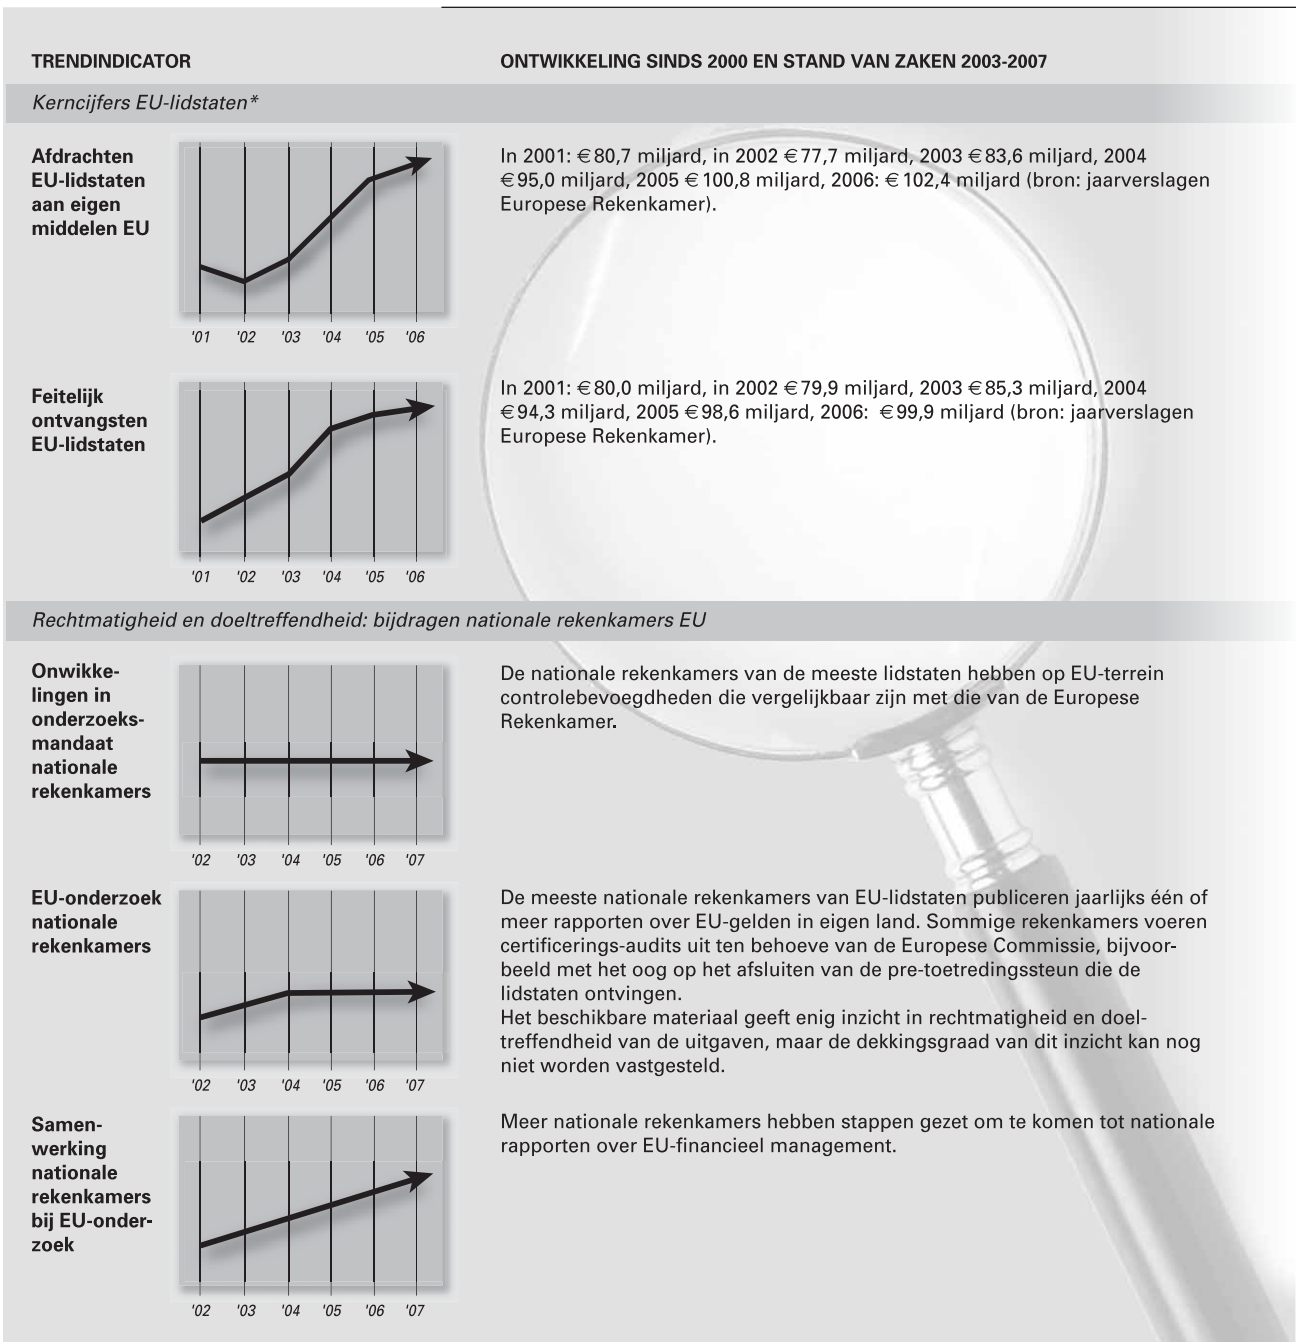 TRENDINDICATOR
ONTWIKKELING SINDS 2000 EN STAND VAN ZAKEN 2003-2007
Kerncijfers EU-lidstaten*
Afdrachten
EU-lidstaten
aan eigen
middelen EU
'01 '02 '03 '04 '05 '06
In 2001: €80,7 miljard, in 2002 €77,7 miljard, 2003 €83,6 miljard, 2004
€95,0 miljard, 2005 €100,8 miljard, 2006: €102,4 miljard (bron: jaarverslagen
Europese Rekenkamer).
Feitelijk
ontvangsten
EU-lidstaten
'01 '02 '03 '04 '05 '06
In 2001: €80,0 miljard, in 2002 €79,9 miljard, 2003 €85,3 miljard, 2004
€94,3 miljard, 2005 €98,6 miljard, 2006: €99,9 miljard (bron: jaarverslagen
Europese Rekenkamer).
Rechtmatigheid en doeltreffendheid: bijdragen nationale rekenkamers EU
Onwikke-
lingen in
onderzoeks-
mandaat
nationale
rekenkamers
'02 '03 '04 '05 '06 '07
De nationale rekenkamers van de meeste lidstaten hebben op EU-terrein
controlebevoegdheden die vergelijkbaar zijn met die van de Europese
Rekenkamer.
EU-onderzoek
nationale
rekenkamers
'02 '03 '04 '05 '06 '07
De meeste nationale rekenkamers van EU-lidstaten publiceren jaarlijks één of
meer rapporten over EU-gelden in eigen land. Sommige rekenkamers voeren
certificerings-audits uit ten behoeve van de Europese Commissie, bijvoor-
beeld met het oog op het afsluiten van de pre-toetredingssteun die de
lidstaten ontvingen.
Het beschikbare materiaal geeft enig inzicht in rechtmatigheid en doel-
treffendheid van de uitgaven, maar de dekkingsgraad van dit inzicht kan nog
niet worden vastgesteld.
Samen-
werking
nationale
rekenkamers
bij EU-onder-
zoek
'02 '03 '04 '05 '06 '07
Meer nationale rekenkamers hebben stappen gezet om te komen tot nationale
rapporten over EU-financieel management.